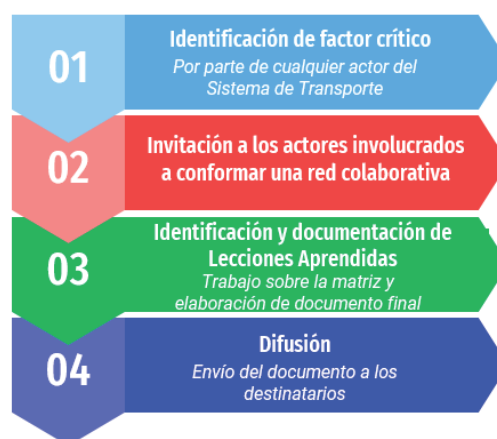 01
Identificación de factor crítico
Por parte de cualquier actor del
Sistema de Transporte
02
Invitación a los actores involucrados
a conformar una red colaborativa
03
Identificación y documentación de
Lecciones Aprendidas
Trabajo sobre la matriz y
elaboración de documento final
04
Difusión
Envío del documento a los
destinatarios